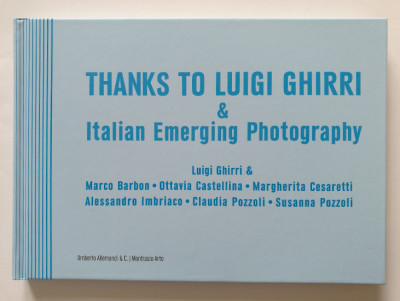 THANKS TO LUIGI GHIRRI
&
Italian Emerging Photography
Luigi Ghirri &
Marco Barbon • Ottavia Castellina • Margherita Cesaretti
Alessandro Imbriaco • Claudia Pozzoli • Susanna Pozzoli
Umberto Allemandi & C. | Montrasio Arte